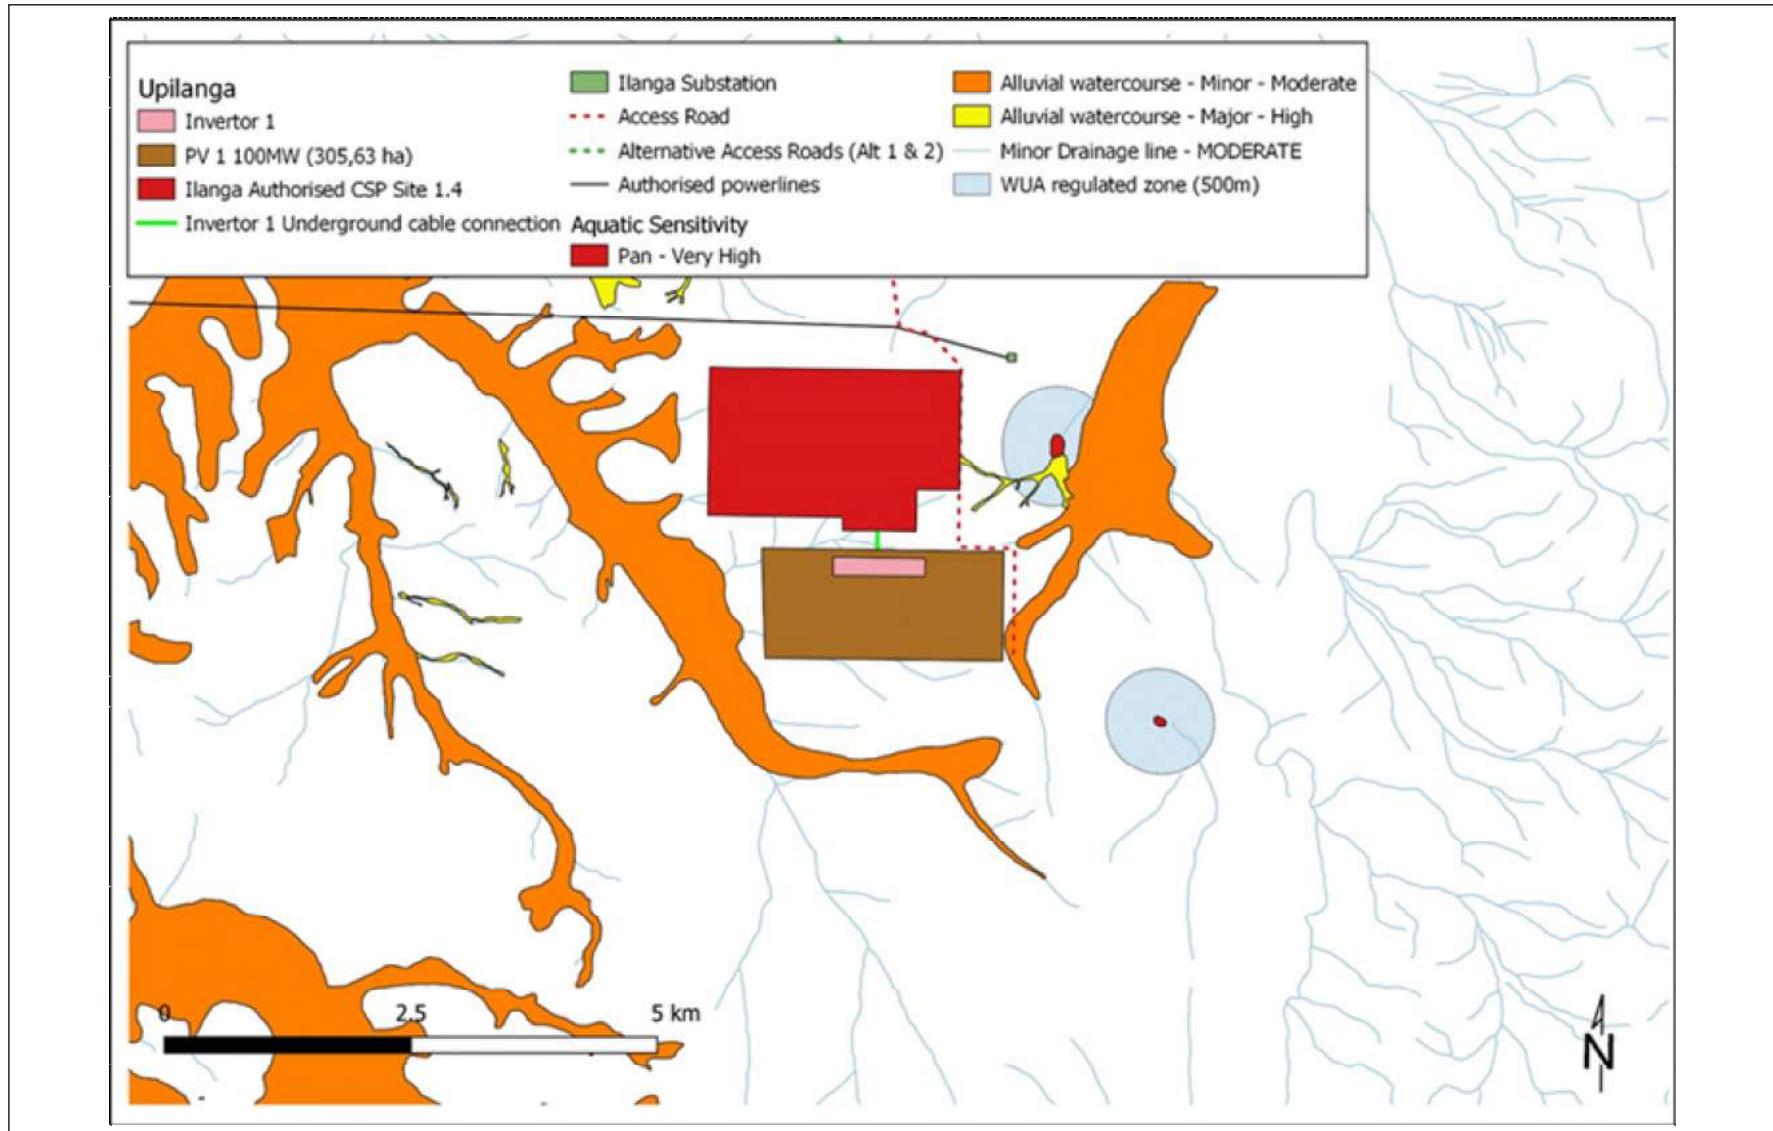 Upilanga
Invertor 1
PV 1 100MW (305,63 ha)
Ilanga Authorised CSP Site 1.4
Invertor 1 Underground cable connection
Ilanga Substation
Access Road
Alternative Access Roads (Alt 1 & 2)
Authorised powerlines
Aquatic Sensitivity
Pan - Very High
Alluvial watercourse - Minor - Moderate
Alluvial watercourse - Major - High
Minor Drainage line - MODERATE
WUA regulated zone (500m)
0 2.5 5 km
N